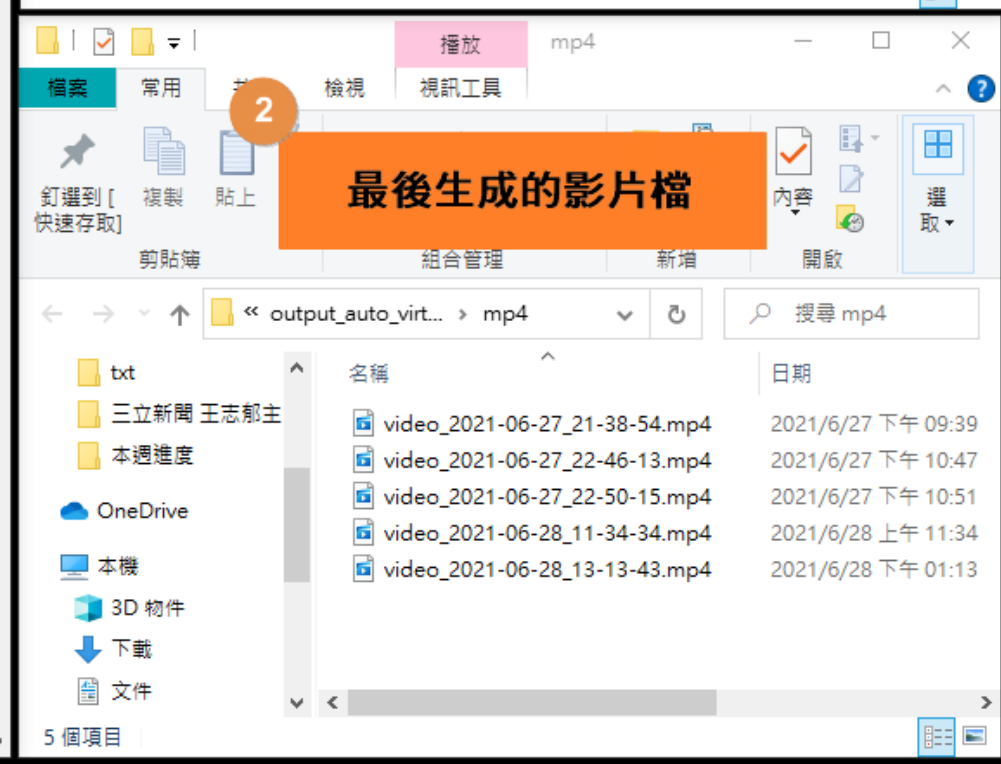 播放 mp4
檔案 常用 檢視 視訊工具
2
最後生成的影片檔
釘選到 [
快速存取]
複製
貼上
內容
選
取
剪貼簿 組合管理 新增 開啟
« output_auto_virt... › mp4
搜尋 mp4
名稱 日期
txt
三立新聞 王志郁主
本週進度
OneDrive
本機
3D 物件
下載
文件
video_2021-06-27_21-38-54.mp4 2021/6/27 下午 09:39
video_2021-06-27_22-46-13.mp4 2021/6/27 下午 10:47
video_2021-06-27_22-50-15.mp4 2021/6/27 下午 10:51
video_2021-06-28_11-34-34.mp4 2021/6/28 上午 11:34
video_2021-06-28_13-13-43.mp4 2021/6/28 下午 01:13
5 個項目